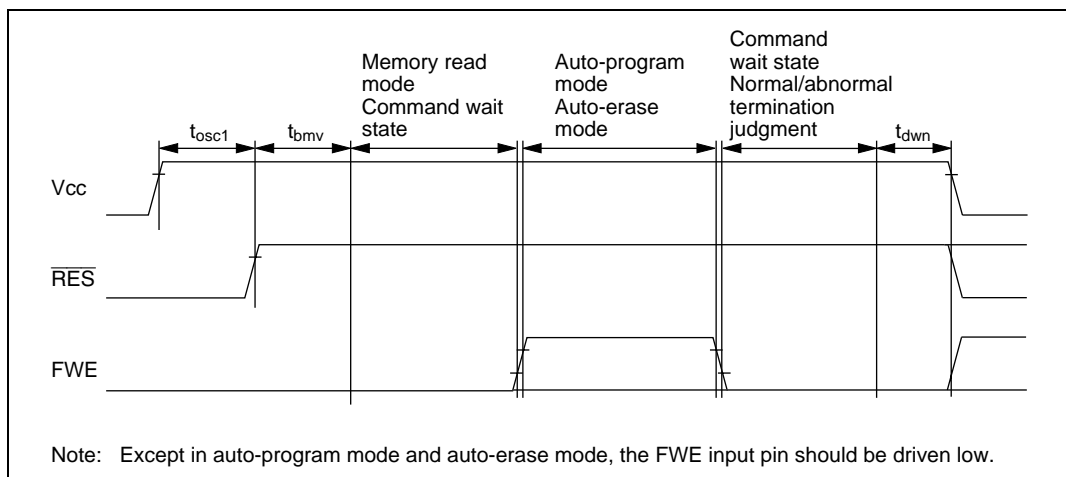 Memory read
mode
Command wait
state
Auto-program
mode
Auto-erase
mode
Command
wait state
Normal/abnormal
termination
judgment
tosc1
tbmv
tdwn
Vcc
RES
FWE
Note: Except in auto-program mode and auto-erase mode, the FWE input pin should be driven low.